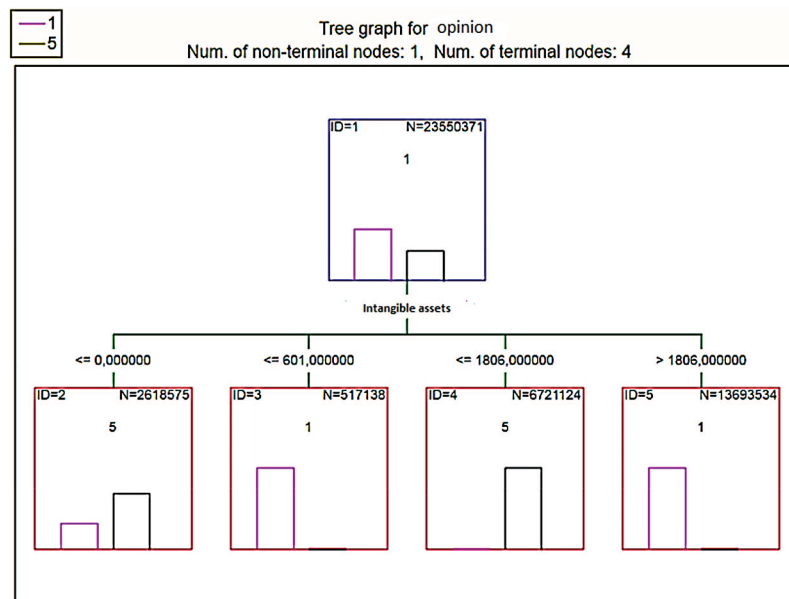 1
5
Tree graph for opinion
Num. of non-terminal nodes: 1, Num. of terminal nodes: 4
ID=1 N=23550371
1
Intangible assets
<= 0,000000 <= 601,000000 <= 1806,000000 > 1806,000000
ID=2 N=2618575 ID=3 N=517138 ID=4 N=6721124 ID=5 N=13693534
5 1 5 1